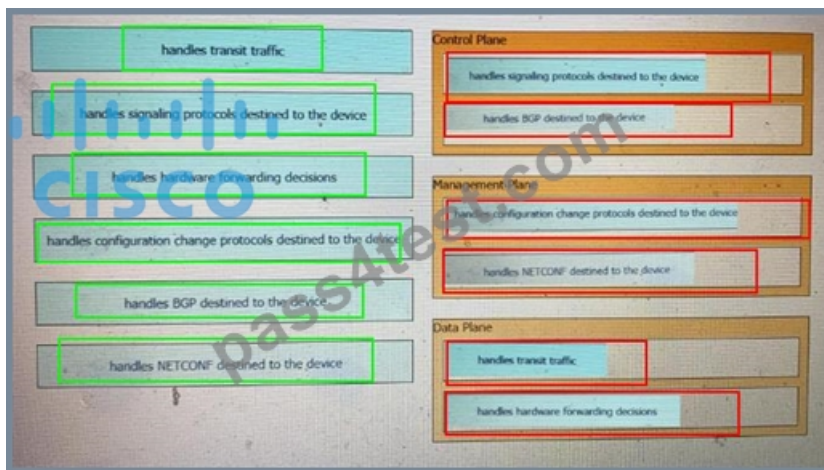 handles transit traffic
handles signaling protocols destined to the device
handles hardware forwarding decisions
handles configuration change protocols destined to the device
handles BGP destined to the device
handles NETCONF destined to the device
Control Plane
handles signaling protocols destined to the device
handles BGP destined to the device
Management Plane
handles configuration change protocols destined to the device
handles NETCONF destined to the device
Data Plane
handles transit traffic
handles hardware forwarding decisions
CISCO
pass4test.com